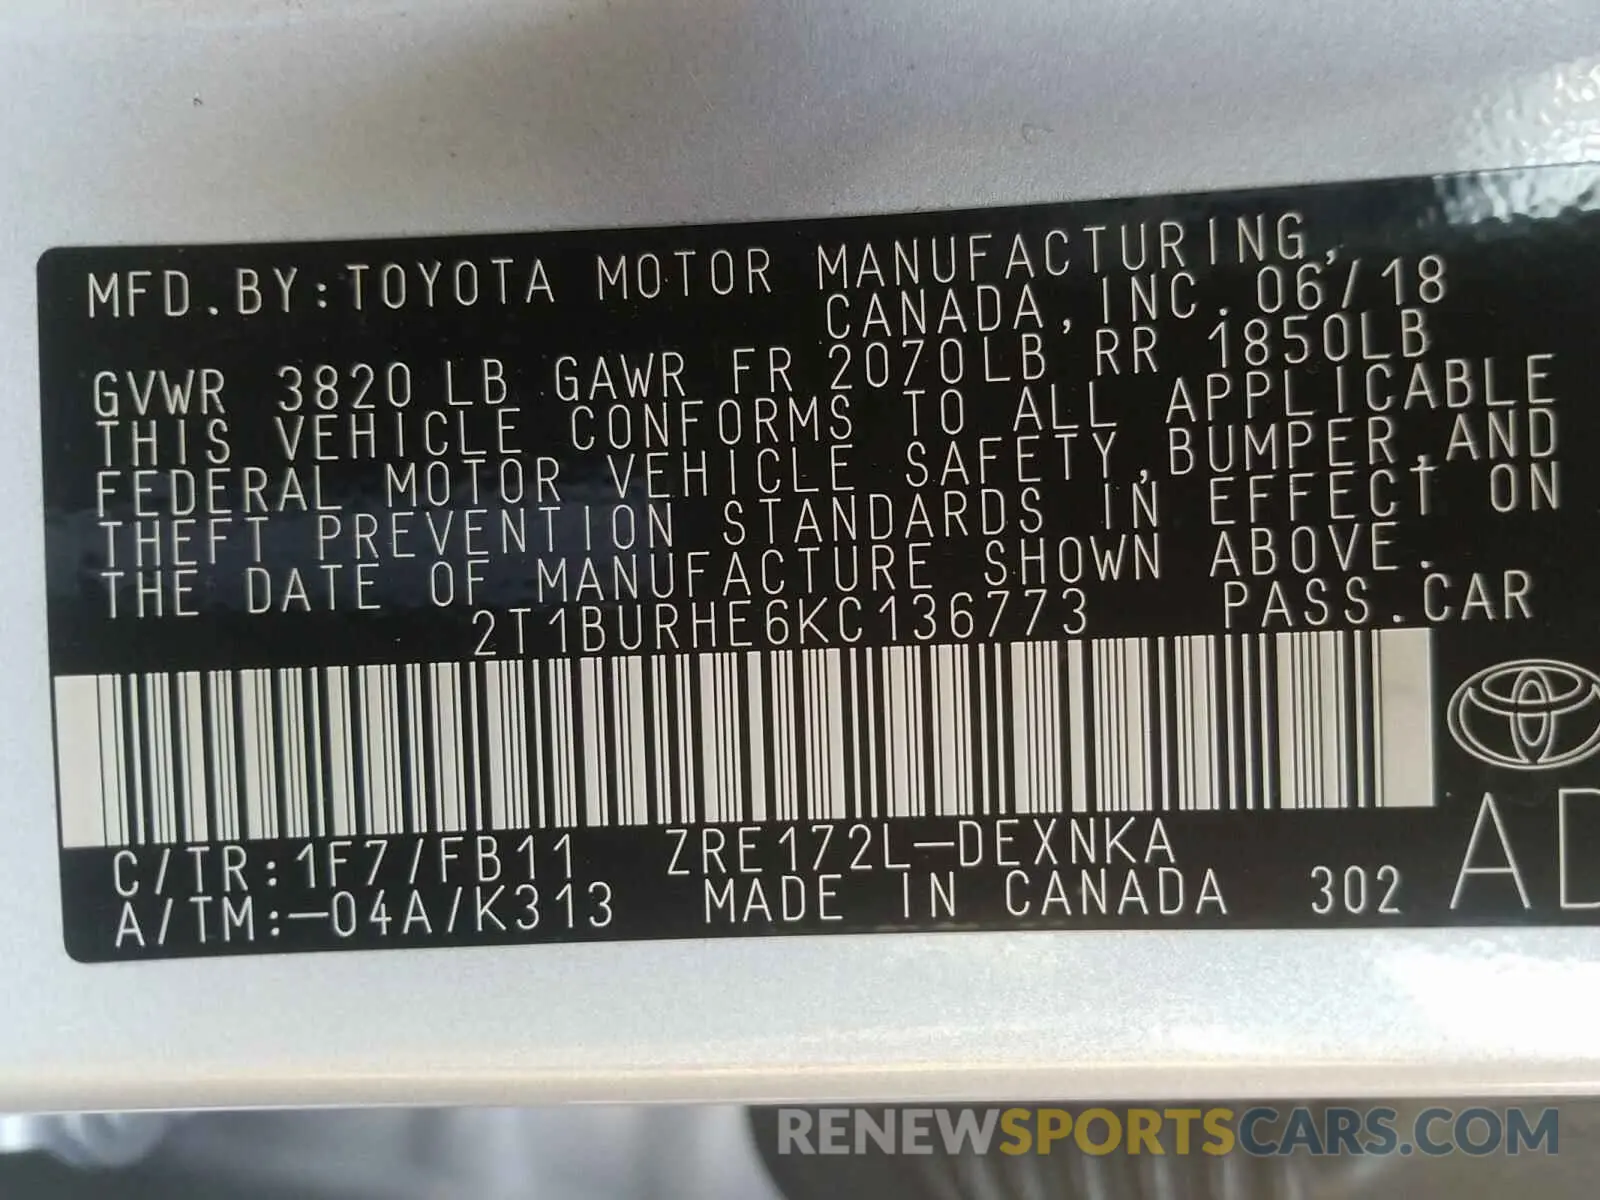 MFD.BY:TOYOTA MOTOR MANUFACTURING,
CANADA,INC. 06/18
GVWR 3820LB GAWR FR 2070LB RR 1850LB
THIS VEHICLE CONFORMS TO ALL APPLICABLE
FEDERAL MOTOR VEHICLE SAFETY,BUMPER,AND
THEFT PREVENTION STANDARDS IN EFFECT ON
THE DATE OF MANUFACTURE SHOWN ABOVE.
2T1BURHE6KC136773 PASS.CAR
C/TR:1F7/FB11 ZRE172L-DEXNKA
A/TM:-04A/K313 MADE IN CANADA 302
AD
RENEWSPORTSCARS.COM